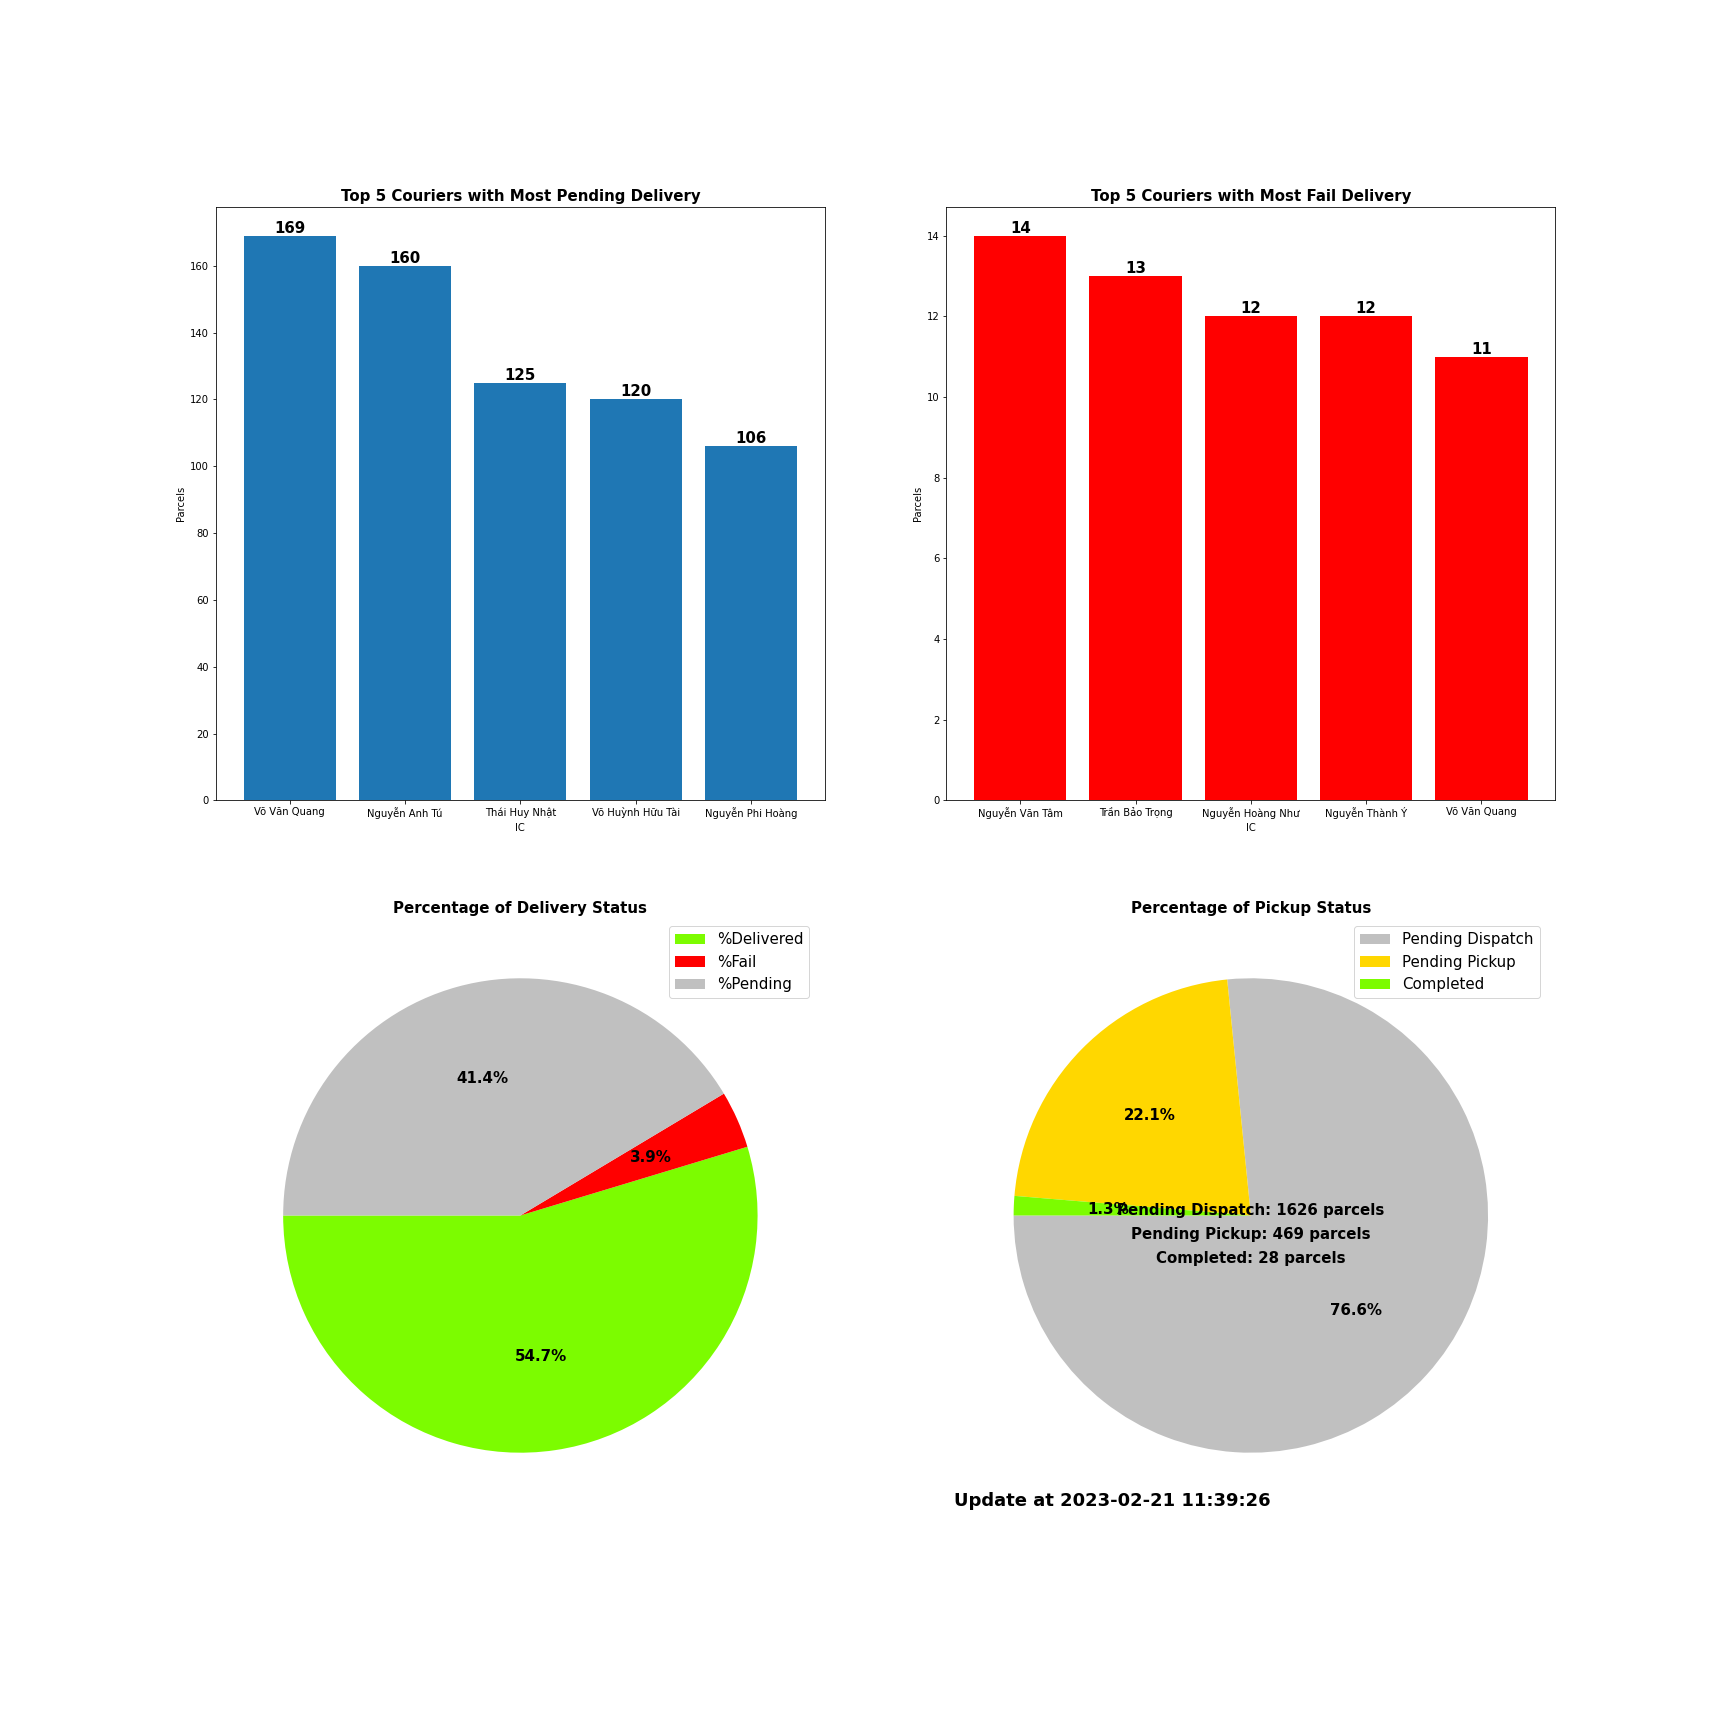 Top 5 Couriers with Most Pending Delivery
169
160
125
120
106
160
140
120
100
80
60
40
20
0
Parcels
Võ Văn Quang
Nguyễn Anh Tú
Thái Huy Nhật
Võ Huỳnh Hữu Tài
Nguyễn Phi Hoàng
IC
Top 5 Couriers with Most Fail Delivery
14
13
12
12
11
14
12
10
8
6
4
2
0
Parcels
Nguyễn Văn Tâm
Trần Bảo Trọng
Nguyễn Hoàng Như
Nguyễn Thành Ý
Võ Văn Quang
IC
Percentage of Delivery Status
%Delivered
%Fail
%Pending
41.4%
3.9%
54.7%
Percentage of Pickup Status
Pending Dispatch
Pending Pickup
Completed
22.1%
1.3%
Pending Dispatch: 1626 parcels
Pending Pickup: 469 parcels
Completed: 28 parcels
76.6%
Update at 2023-02-21 11:39:26